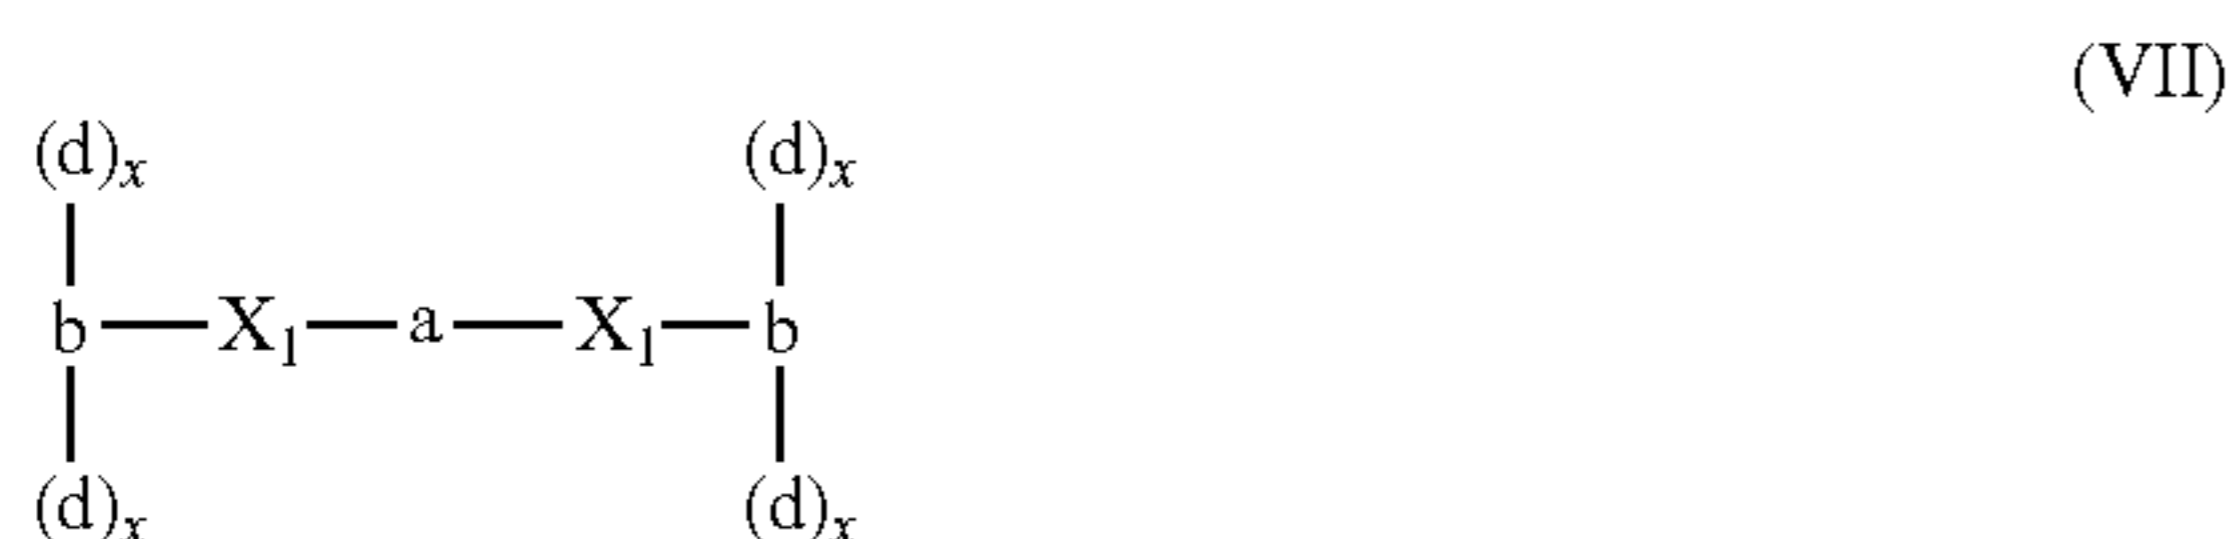 (VII)
(d)x (d)x
b—X1—a—X1—b
(d)x (d)x